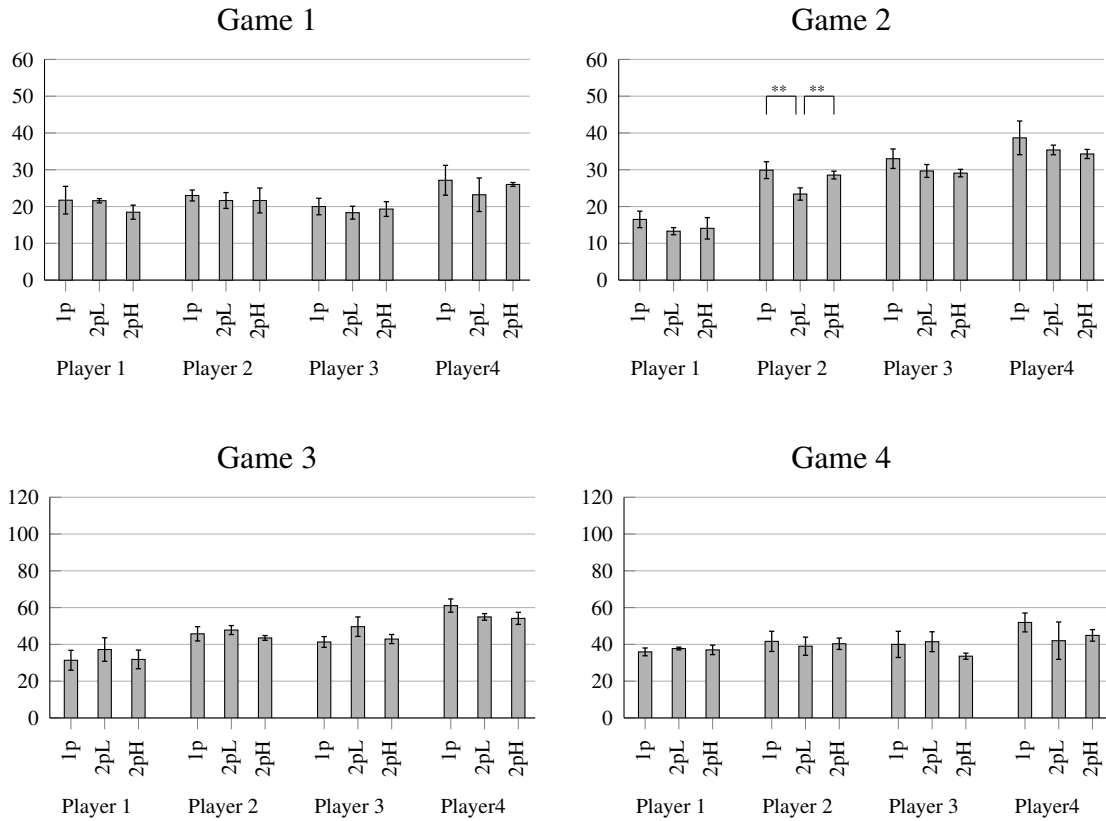 Game 1
60
50
40
30
20
10
0
1p 2pL 2pH 1p 2pL 2pH 1p 2pL 2pH 1p 2pL 2pH
Player 1 Player 2 Player 3 Player4
Game 2
60
50
40
30
20
10
0
** **
1p 2pL 2pH 1p 2pL 2pH 1p 2pL 2pH 1p 2pL 2pH
Player 1 Player 2 Player 3 Player4
Game 3
120
100
80
60
40
20
0
1p 2pL 2pH 1p 2pL 2pH 1p 2pL 2pH 1p 2pL 2pH
Player 1 Player 2 Player 3 Player4
Game 4
120
100
80
60
40
20
0
1p 2pL 2pH 1p 2pL 2pH 1p 2pL 2pH 1p 2pL 2pH
Player 1 Player 2 Player 3 Player4